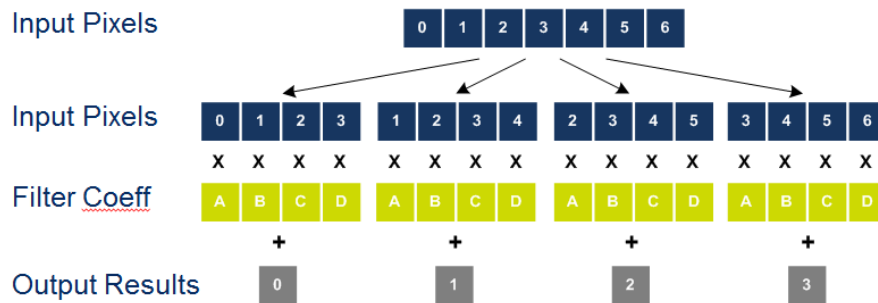 Input Pixels 0 1 2 3 4 5 6
Input Pixels 0 1 2 3 1 2 3 4 2 3 4 5 3 4 5 6
X X X X X X X X X X X X X X X X
Filter Coeff A B C D A B C D A B C D A B C D
+ + + +
Output Results 0 1 2 3